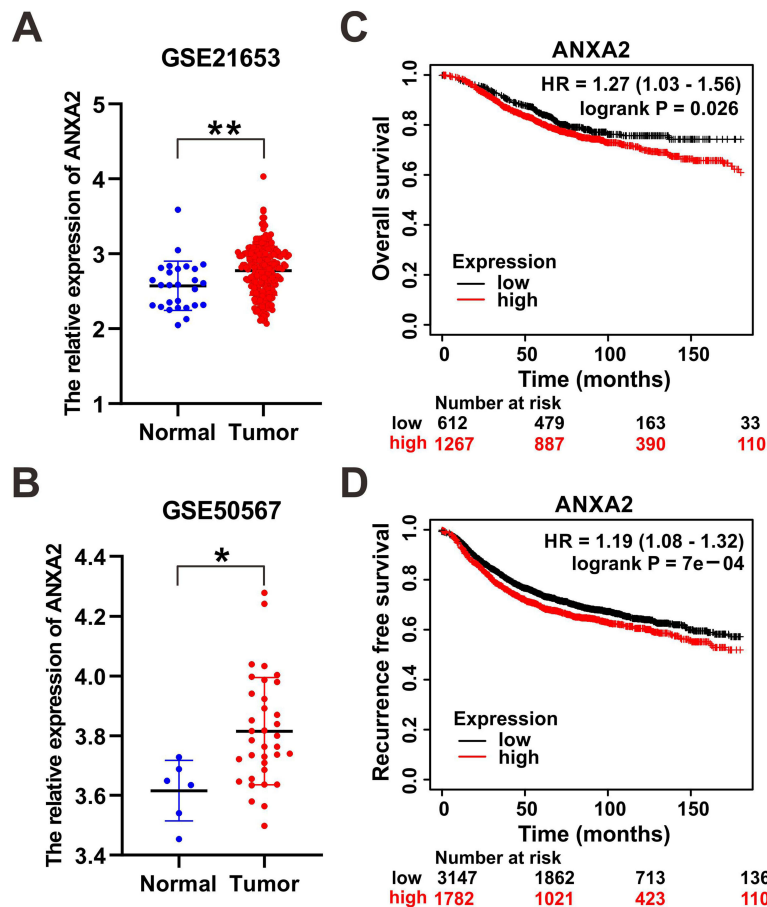 A
GSE21653
The relative expression of ANXA2
5
4
3
2
1
**
Normal Tumor
B
GSE50567
The relative expression of ANXA2
4.4
4.2
4.0
3.8
3.6
3.4
*
Normal Tumor
C
ANXA2
HR = 1.27 (1.03 - 1.56)
logrank P = 0.026
Overall survival
1.0
0.8
0.6
0.4
0.2
0.0
Expression
low
high
0 50 100 150
Time (months)
Number at risk
low 612 479 163 33
high 1267 887 390 110
D
ANXA2
HR = 1.19 (1.08 - 1.32)
logrank P = 7e−04
Recurrence free survival
1.0
0.8
0.6
0.4
0.2
0.0
Expression
low
high
0 50 100 150
Time (months)
Number at risk
low 3147 1862 713 136
high 1782 1021 423 110